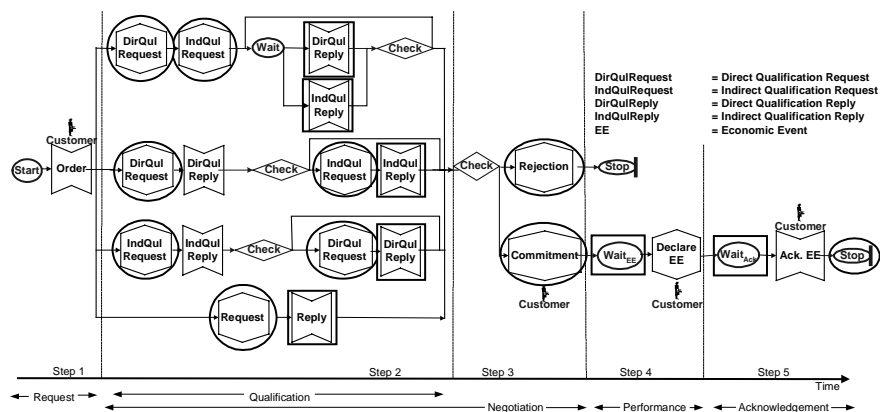 DirQul Request
IndQul Request
Wait
DirQul Reply
Check
IndQul Reply
DirQulRequest = Direct Qualification Request
IndQulRequest = Indirect Qualification Request
DirQulReply = Direct Qualification Reply
IndQulReply = Indirect Qualification Reply
EE = Economic Event
Customer
Start
Order
DirQul Request
DirQul Reply
Check
IndQul Request
IndQul Reply
Check
Rejection
Stop
IndQul Request
IndQul Reply
Check
DirQul Request
DirQul Reply
Commitment
Customer
WaitEE
Declare EE
Customer
WaitAck
Customer
Ack. EE
Stop
Request
Reply
Step 1
Step 2
Step 3
Step 4
Step 5
Time
Request
Qualification
Negotiation
Performance
Acknowledgement